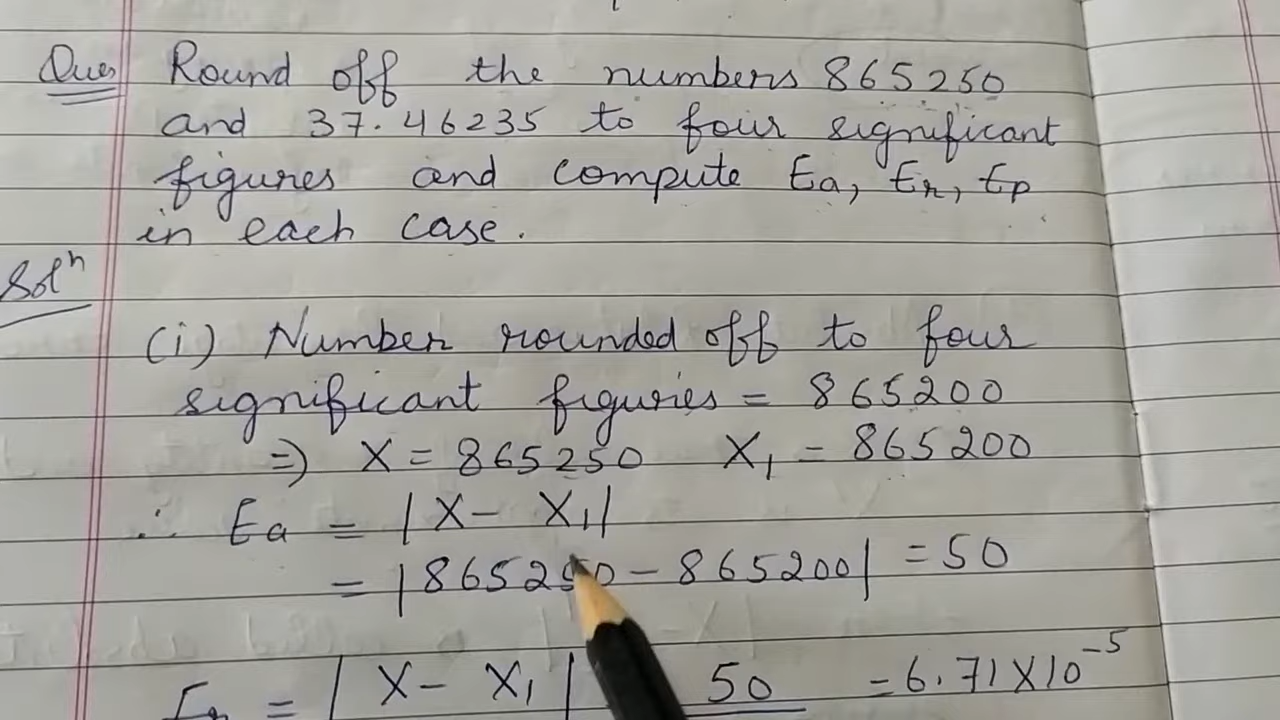 Ques Round off the numbers 865250
and 37.46235 to four significant
figures and compute Ea, Er, Ep
in each case.
Solⁿ
(i) Number rounded off to four
significant figuries = 865200
=) X = 865250 X₁ = 865200
∴ Ea = |X - X₁|
= |865250 - 865200| = 50
Er = | X - X₁ | 50 = 6.71 X 10⁻⁵